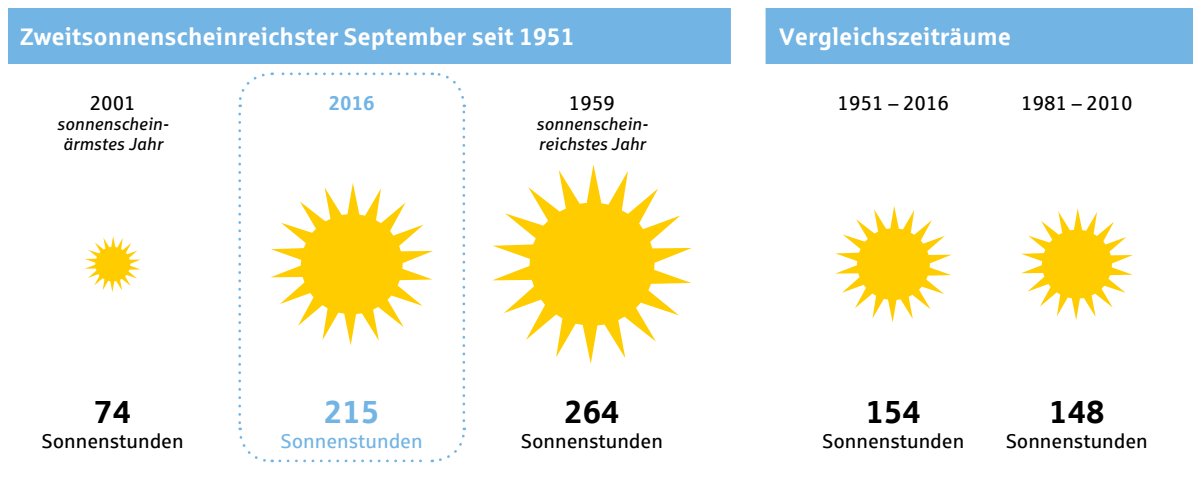 Zweitsonnenscheinreichster September seit 1951
2001
sonnenschein-
ärmstes Jahr
74
Sonnenstunden
2016
215
Sonnenstunden
1959
sonnenschein-
reichstes Jahr
264
Sonnenstunden
Vergleichszeiträume
1951 – 2016
154
Sonnenstunden
1981 – 2010
148
Sonnenstunden